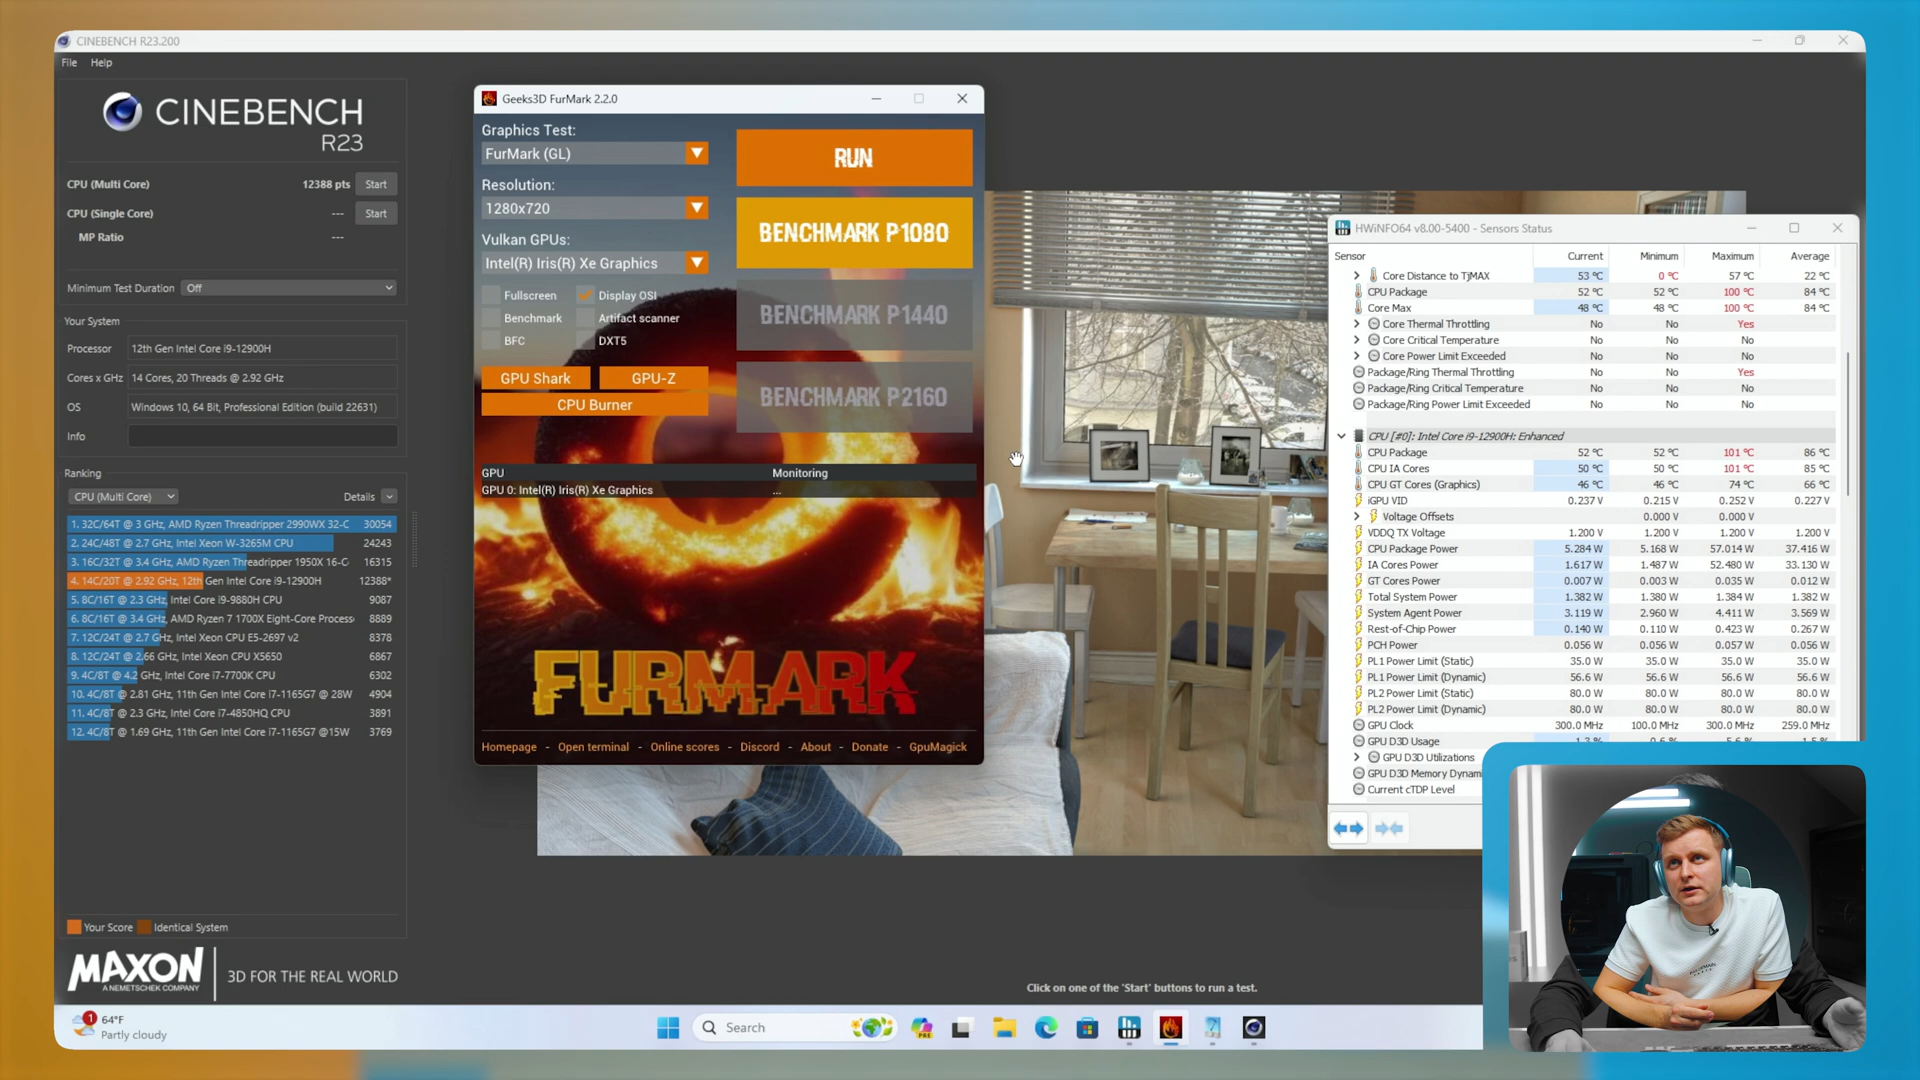 CINEBENCH R23.200
File Help
CINEBENCH
R23
CPU (Multi Core) 12388 pts Start
CPU (Single Core) --- Start
MP Ratio ---
Minimum Test Duration Off
Your System
Processor 12th Gen Intel Core i9-12900H
Cores x GHz 14 Cores, 20 Threads @ 2.92 GHz
OS Windows 10, 64 Bit, Professional Edition (build 22631)
Info
Ranking
CPU (Multi Core) Details
1. 32C/64T @ 3 GHz, AMD Ryzen Threadripper 2990WX 32-C 30054
2. 24C/48T @ 2.7 GHz, Intel Xeon W-3265M CPU 24243
3. 16C/32T @ 3.4 GHz, AMD Ryzen Threadripper 1950X 16-C 16315
4. 14C/20T @ 2.92 GHz, 12th Gen Intel Core i9-12900H 12388*
5. 8C/16T @ 2.3 GHz, Intel Core i9-9880H CPU 9087
6. 8C/16T @ 3.4 GHz, AMD Ryzen 7 1700X Eight-Core Process 8889
7. 12C/24T @ 2.7 GHz, Intel Xeon CPU E5-2697 v2 8378
8. 12C/24T @ 2.66 GHz, Intel Xeon CPU X5650 6867
9. 4C/8T @ 4.2 GHz, Intel Core i7-7700K CPU 6302
10. 4C/8T @ 2.81 GHz, 11th Gen Intel Core i7-1165G7 @ 28W 4904
11. 4C/8T @ 2.3 GHz, Intel Core i7-4850HQ CPU 3891
12. 4C/8T @ 1.69 GHz, 11th Gen Intel Core i7-1165G7 @15W 3769
Your Score Identical System
MAXON
A NEMETSCHEK COMPANY
3D FOR THE REAL WORLD
Geeks3D FurMark 2.2.0
Graphics Test:
FurMark (GL)
Resolution:
1280x720
Vulkan GPUs:
Intel(R) Iris(R) Xe Graphics
Fullscreen Display OSI
Benchmark Artifact scanner
BFC DXT5
GPU Shark GPU-Z
CPU Burner
RUN
BENCHMARK P1080
BENCHMARK P1440
BENCHMARK P2160
GPU Monitoring
GPU 0: Intel(R) Iris(R) Xe Graphics ...
FURMARK
Homepage - Open terminal - Online scores - Discord - About - Donate - GpuMagick
HWiNFO64 v8.00-5400 - Sensors Status
Sensor Current Minimum Maximum Average
Core Distance to TjMAX 53 °C 0 °C 57 °C 22 °C
CPU Package 52 °C 52 °C 100 °C 84 °C
Core Max 48 °C 48 °C 100 °C 84 °C
Core Thermal Throttling No No Yes
Core Critical Temperature No No No
Core Power Limit Exceeded No No No
Package/Ring Thermal Throttling No No Yes
Package/Ring Critical Temperature No No No
Package/Ring Power Limit Exceeded No No No
CPU [#0]: Intel Core i9-12900H: Enhanced
CPU Package 52 °C 52 °C 101 °C 86 °C
CPU IA Cores 50 °C 50 °C 101 °C 85 °C
CPU GT Cores (Graphics) 46 °C 46 °C 74 °C 66 °C
iGPU VID 0.237 V 0.215 V 0.252 V 0.227 V
Voltage Offsets 0.000 V 0.000 V
VDDQ TX Voltage 1.200 V 1.200 V 1.200 V 1.200 V
CPU Package Power 5.284 W 5.168 W 57.014 W 37.416 W
IA Cores Power 1.617 W 1.487 W 52.480 W 33.130 W
GT Cores Power 0.007 W 0.003 W 0.035 W 0.012 W
Total System Power 1.382 W 1.380 W 1.384 W 1.382 W
System Agent Power 3.119 W 2.960 W 4.411 W 3.569 W
Rest-of-Chip Power 0.140 W 0.110 W 0.423 W 0.267 W
PCH Power 0.056 W 0.056 W 0.057 W 0.056 W
PL1 Power Limit (Static) 35.0 W 35.0 W 35.0 W 35.0 W
PL1 Power Limit (Dynamic) 56.6 W 56.6 W 56.6 W 56.6 W
PL2 Power Limit (Static) 80.0 W 80.0 W 80.0 W 80.0 W
PL2 Power Limit (Dynamic) 80.0 W 80.0 W 80.0 W 80.0 W
GPU Clock 300.0 MHz 100.0 MHz 300.0 MHz 259.0 MHz
GPU D3D Usage
GPU D3D Utilizations
GPU D3D Memory Dynam
Current cTDP Level
Click on one of the 'Start' buttons to run a test.
1
64°F
Partly cloudy
Search
PRE